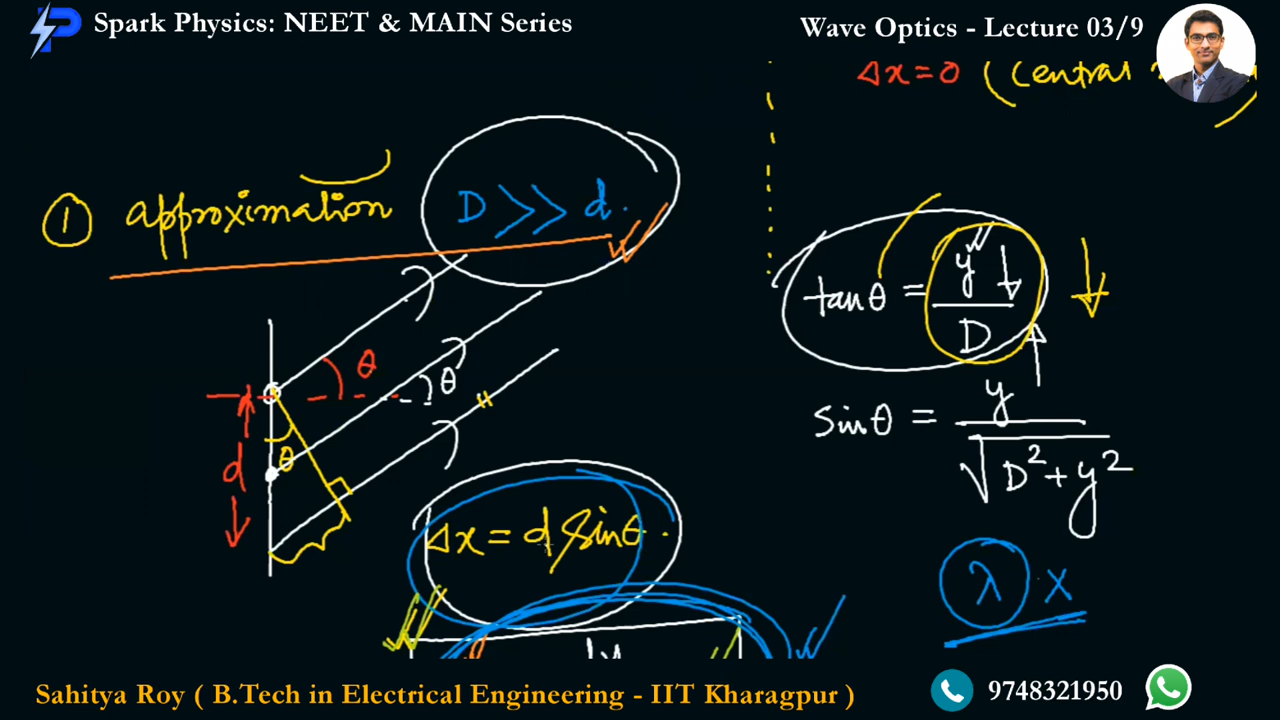 Spark Physics: NEET & MAIN Series
Wave Optics - Lecture 03/9
Δx = 0 (Central
① approximation D >> d.
tanθ = y/D
θ
θ
θ
d
sinθ = y/√(D²+y²)
Δx = d sinθ.
λ x
Sahitya Roy ( B.Tech in Electrical Engineering - IIT Kharagpur )
9748321950